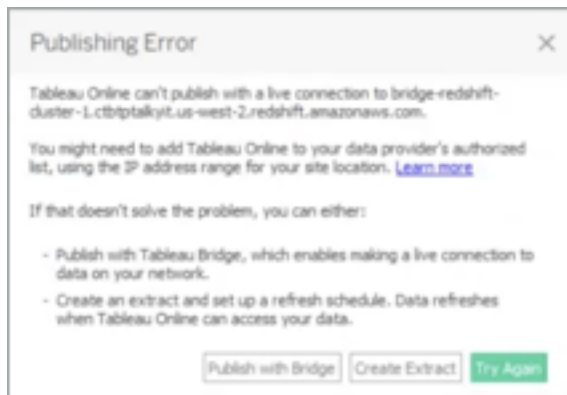 Publishing Error
Tableau Online can't publish with a live connection to bridge-redshift-
cluster-1.ctbtptalkyit.us-west-2.redshift.amazonaws.com.
You might need to add Tableau Online to your data provider's authorized
list, using the IP address range for your site location. Learn more
If that doesn't solve the problem, you can either:
- Publish with Tableau Bridge, which enables making a live connection to
data on your network.
- Create an extract and set up a refresh schedule. Data refreshes
when Tableau Online can access your data.
Publish with Bridge Create Extract Try Again